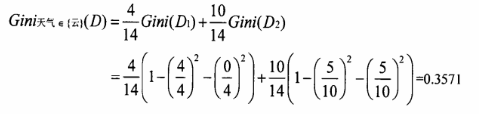 Gini天气∈{云}(D) = 4/14 Gini(D1) + 10/14 Gini(D2)
= 4/14 (1 − (4/4)^2 − (0/4)^2) + 10/14 (1 − (5/10)^2 − (5/10)^2) =0.3571